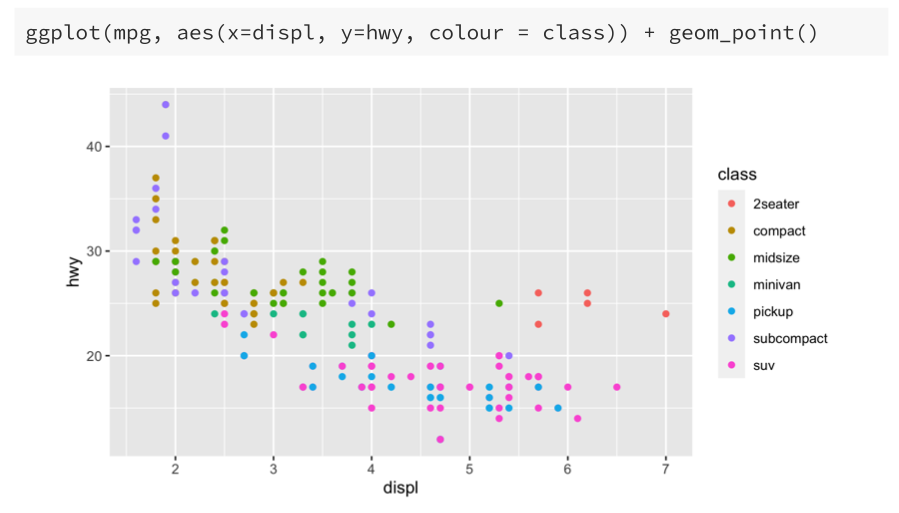 ggplot(mpg, aes(x=displ, y=hwy, colour = class)) + geom_point()
40
30
20
hwy
2 3 4 5 6 7
displ
class
2seater
compact
midsize
minivan
pickup
subcompact
suv